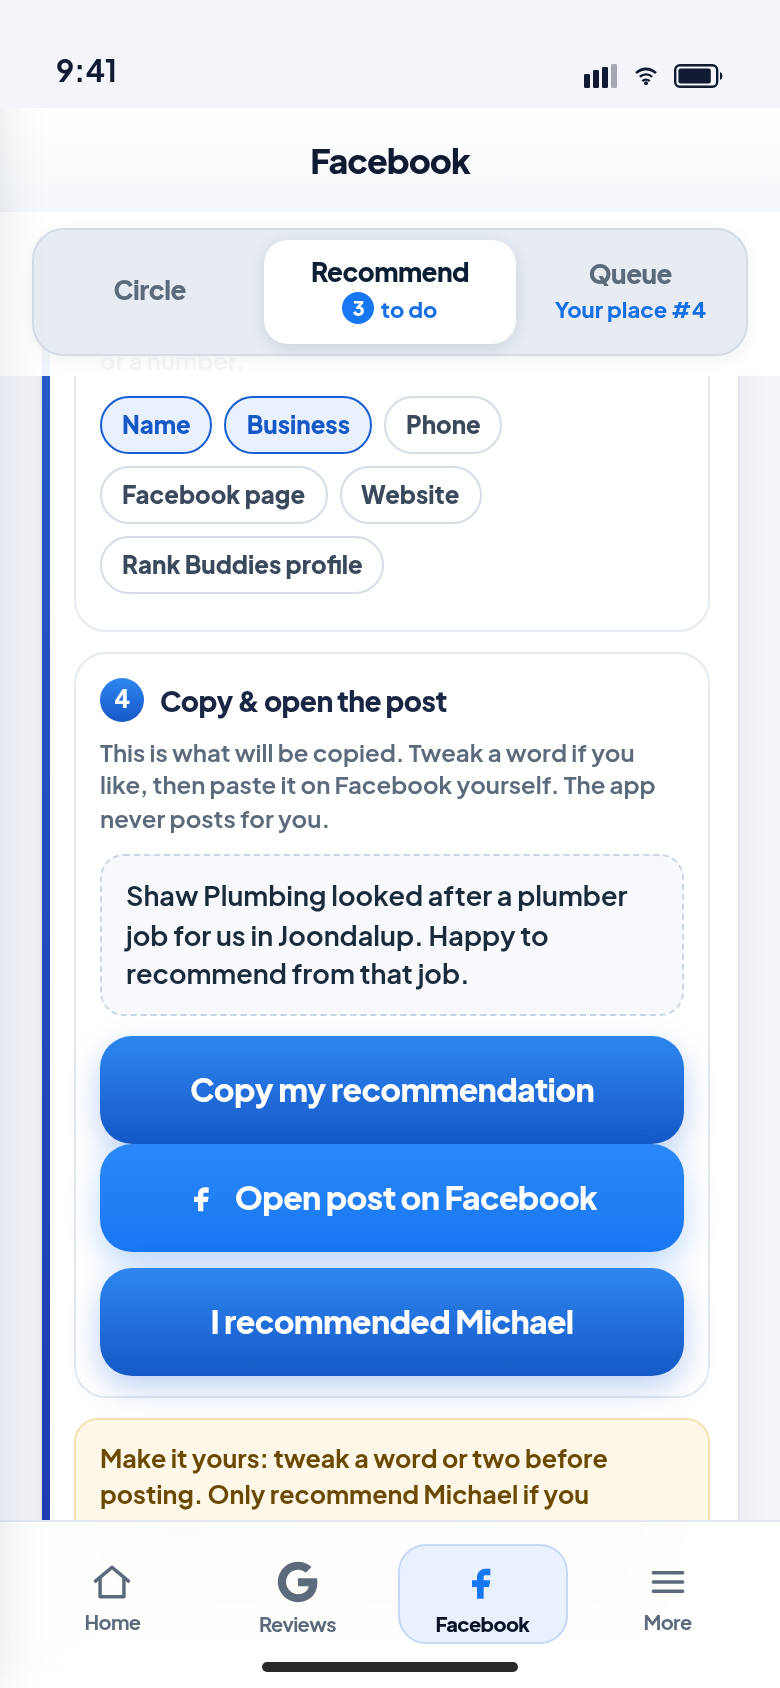 9:41
Facebook
Circle
Recommend
3 to do
Queue
Your place #4
or a number.
Name
Business
Phone
Facebook page
Website
Rank Buddies profile
4 Copy & open the post
This is what will be copied. Tweak a word if you
like, then paste it on Facebook yourself. The app
never posts for you.
Shaw Plumbing looked after a plumber
job for us in Joondalup. Happy to
recommend from that job.
Copy my recommendation
Open post on Facebook
I recommended Michael
Make it yours: tweak a word or two before
posting. Only recommend Michael if you
Home
Reviews
Facebook
More